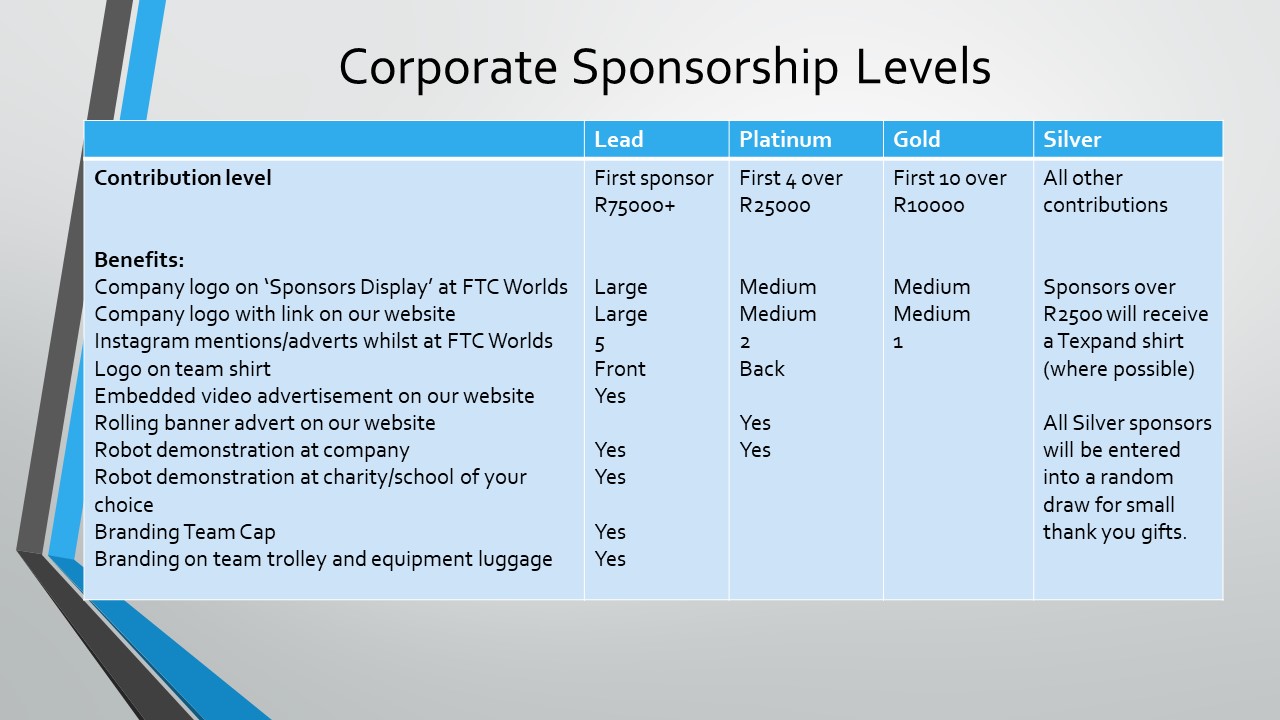 Corporate Sponsorship Levels
Lead Platinum Gold Silver
Contribution level First sponsor First 4 over First 10 over All other
R75000+ R25000 R10000 contributions
Benefits:
Company logo on ‘Sponsors Display’ at FTC Worlds Large Medium Medium Sponsors over
Company logo with link on our website Large Medium Medium R2500 will receive
Instagram mentions/adverts whilst at FTC Worlds 5 2 1 a Texpand shirt
Logo on team shirt Front Back (where possible)
Embedded video advertisement on our website Yes
Rolling banner advert on our website Yes All Silver sponsors
Robot demonstration at company Yes Yes will be entered
Robot demonstration at charity/school of your Yes into a random
choice draw for small
Branding Team Cap Yes thank you gifts.
Branding on team trolley and equipment luggage Yes